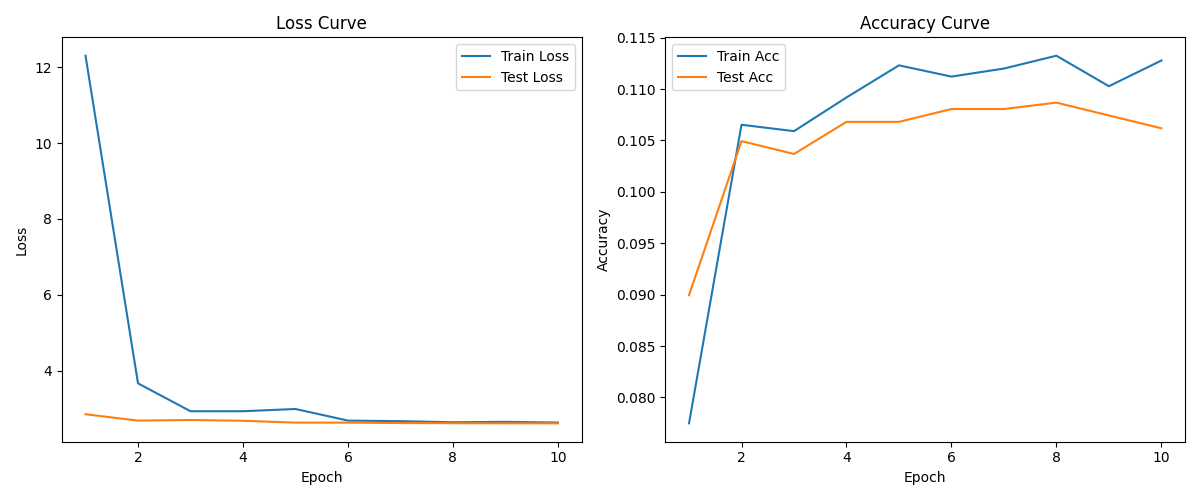 Loss Curve
Train Loss
Test Loss
12
10
8
6
4
Loss
2 4 6 8 10
Epoch
Accuracy Curve
Train Acc
Test Acc
0.115
0.110
0.105
0.100
0.095
0.090
0.085
0.080
Accuracy
2 4 6 8 10
Epoch